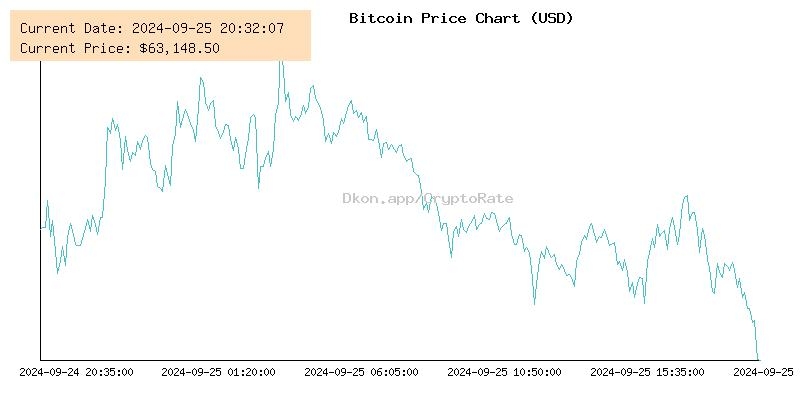 Bitcoin Price Chart (USD)
Current Date: 2024-09-25 20:32:07
Current Price: $63,148.50
Dkon.app/CryptoRate
2024-09-24 20:35:00 2024-09-25 01:20:00 2024-09-25 06:05:00 2024-09-25 10:50:00 2024-09-25 15:35:00 2024-09-25